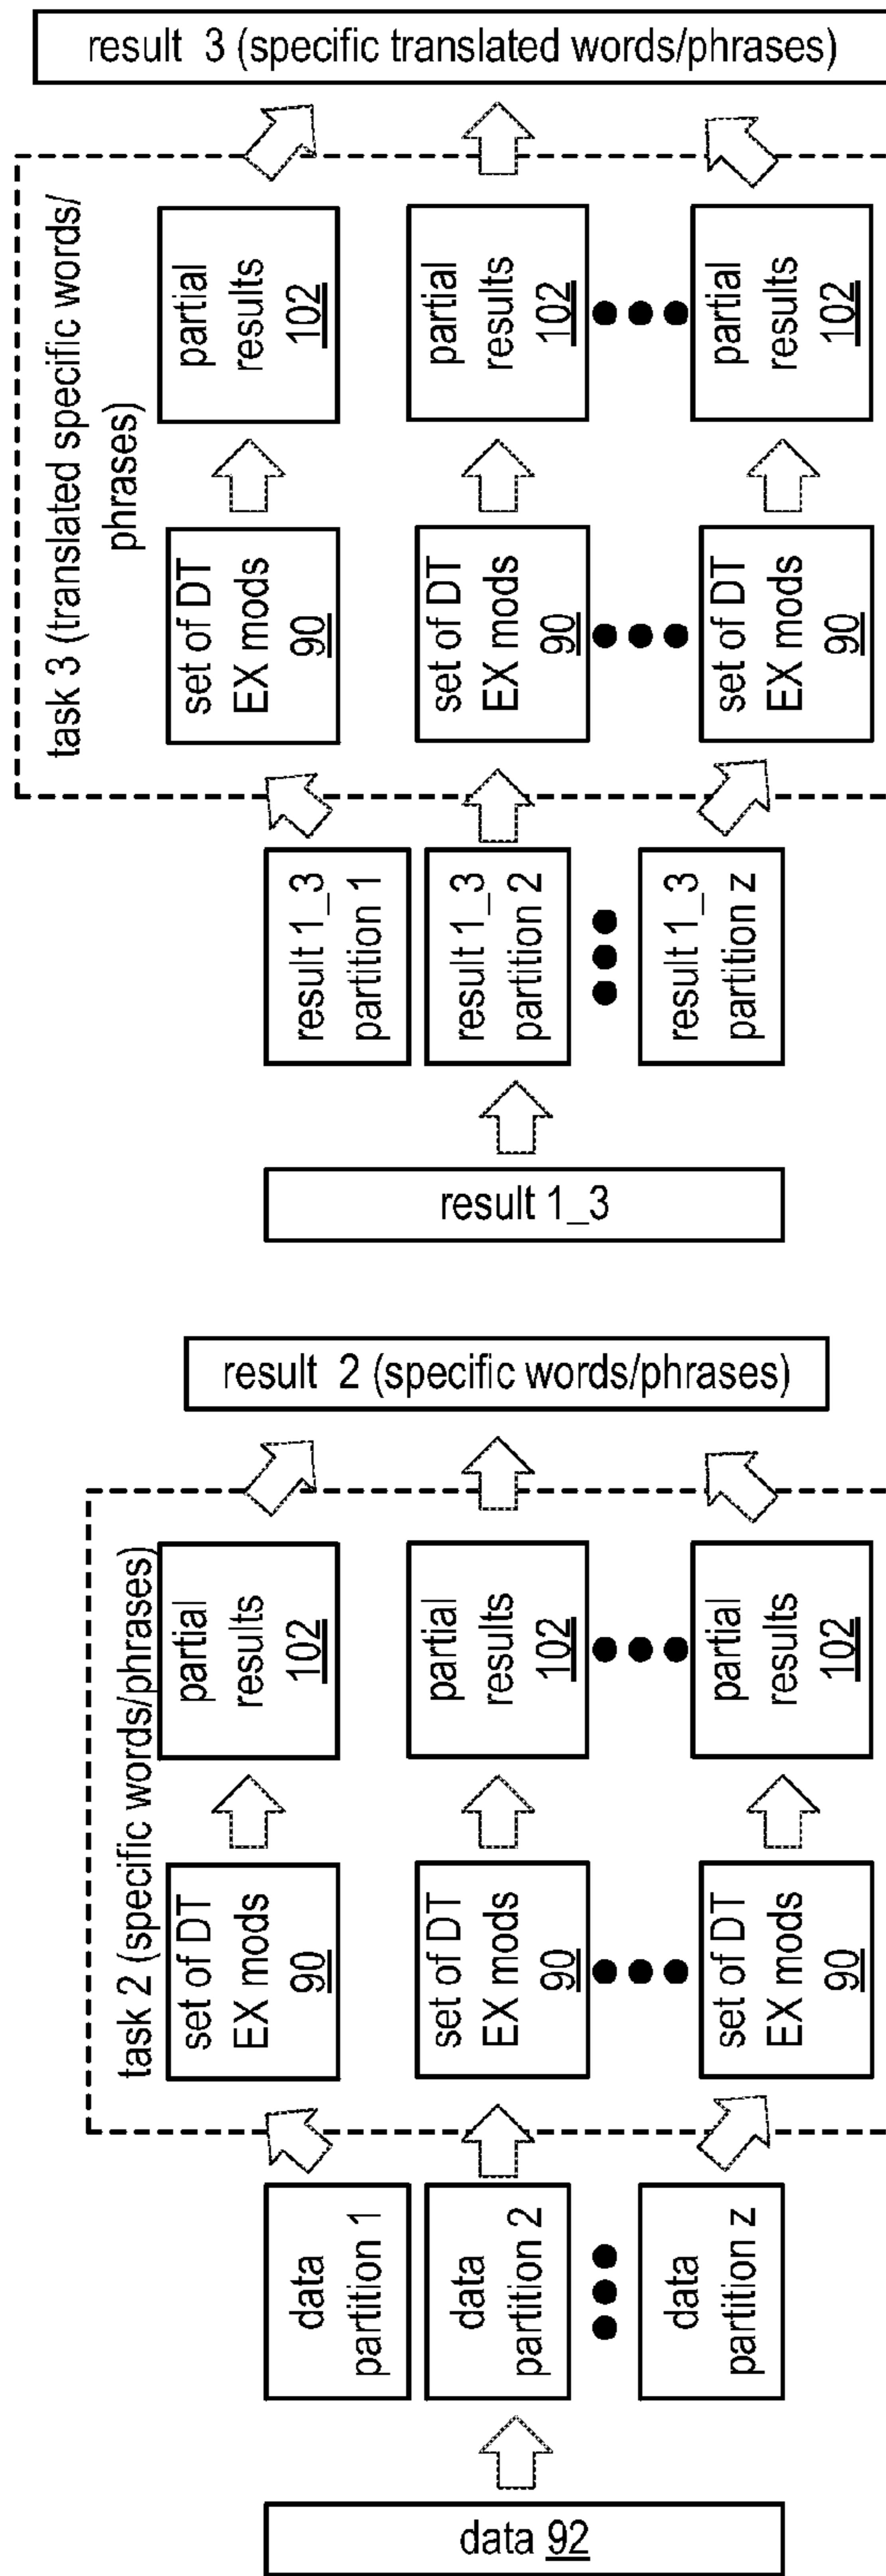 task 2 (specific words/phrases)
data 92
data
partition 1
data
partition 2
data
partition z
set of DT
EX mods
90
set of DT
EX mods
90
set of DT
EX mods
90
partial
results
102
partial
results
102
partial
results
102
result 2 (specific words/phrases)
task 3 (translated specific words/
phrases)
result 1_3
result 1_3
partition 1
result 1_3
partition 2
result 1_3
partition z
set of DT
EX mods
90
set of DT
EX mods
90
set of DT
EX mods
90
partial
results
102
partial
results
102
partial
results
102
result 3 (specific translated words/phrases)